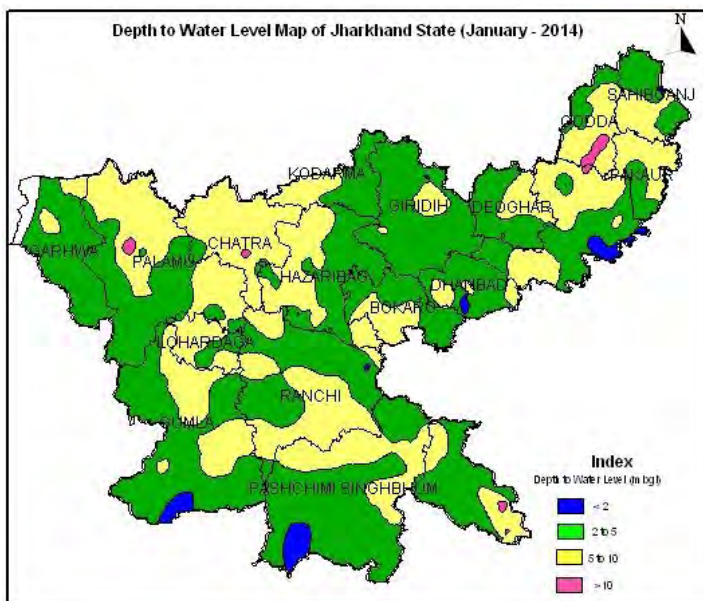 Depth to Water Level Map of Jharkhand State (January - 2014)
N
SAHIBGANJ
GODDA
KODARMA
PAKAUR
GIRIDIH
DEOGHAR
GARHWA
CHATRA
PALAMU
HAZARIBAG
DHANBAD
BOKARO
LOHARDAGA
RANCHI
GUMLA
PASHCHIMI SINGHBHUM
Index
Depth to Water Level (m bgl)
< 2
2 to 5
5 to 10
> 10